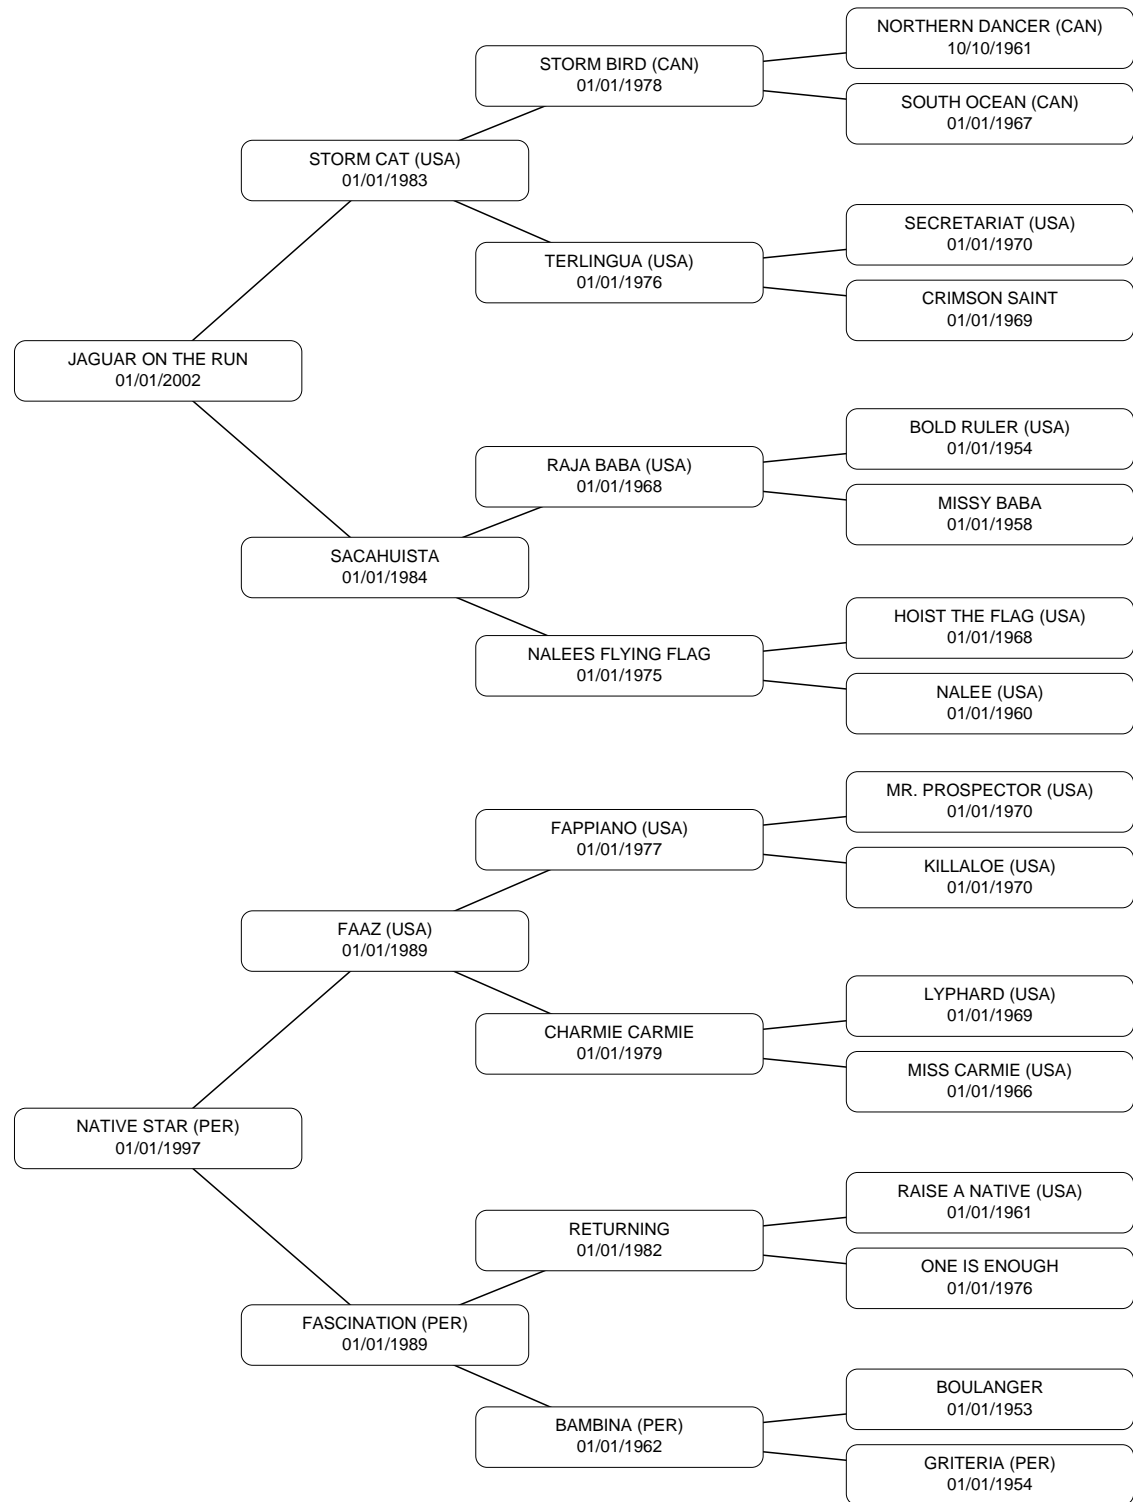 NORTHERN DANCER (CAN)
10/10/1961
STORM BIRD (CAN)
01/01/1978
SOUTH OCEAN (CAN)
01/01/1967
STORM CAT (USA)
01/01/1983
SECRETARIAT (USA)
01/01/1970
TERLINGUA (USA)
01/01/1976
CRIMSON SAINT
01/01/1969
JAGUAR ON THE RUN
01/01/2002
BOLD RULER (USA)
01/01/1954
RAJA BABA (USA)
01/01/1968
MISSY BABA
01/01/1958
SACAHUISTA
01/01/1984
HOIST THE FLAG (USA)
01/01/1968
NALEES FLYING FLAG
01/01/1975
NALEE (USA)
01/01/1960
MR. PROSPECTOR (USA)
01/01/1970
FAPPIANO (USA)
01/01/1977
KILLALOE (USA)
01/01/1970
FAAZ (USA)
01/01/1989
LYPHARD (USA)
01/01/1969
CHARMIE CARMIE
01/01/1979
MISS CARMIE (USA)
01/01/1966
NATIVE STAR (PER)
01/01/1997
RAISE A NATIVE (USA)
01/01/1961
RETURNING
01/01/1982
ONE IS ENOUGH
01/01/1976
FASCINATION (PER)
01/01/1989
BOULANGER
01/01/1953
BAMBINA (PER)
01/01/1962
GRITERIA (PER)
01/01/1954